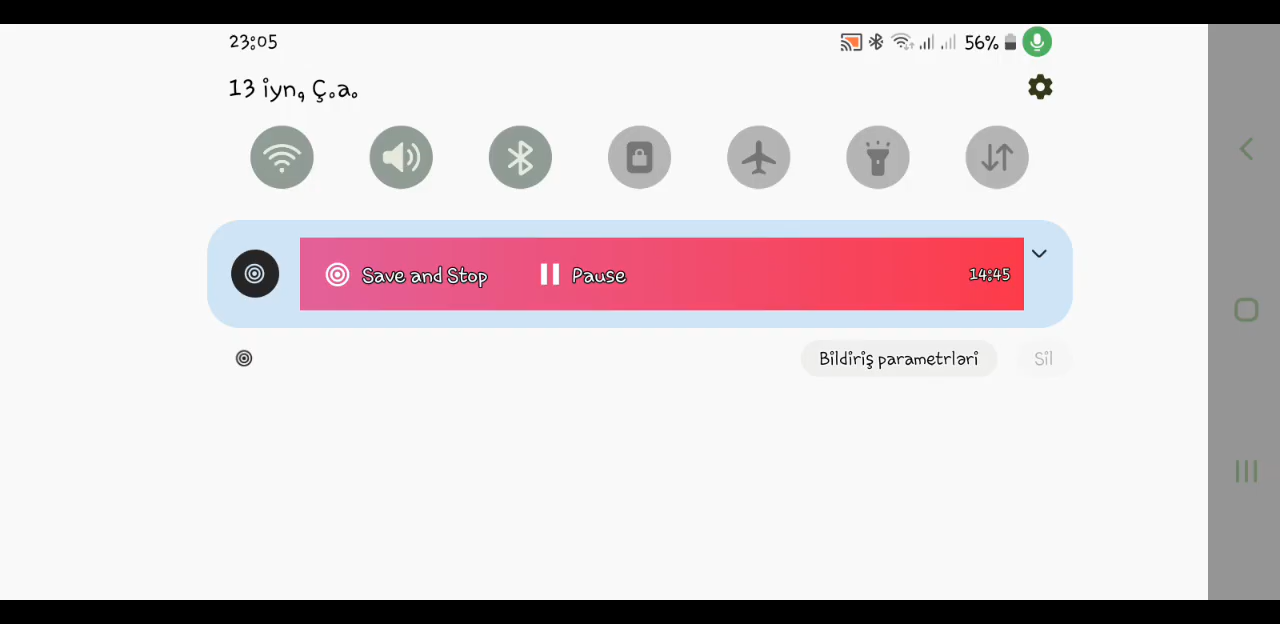 23:05 56%
13 iyn, Ç.a.
Save and Stop Pause 14:45
Bildiriş parametrləri Sil